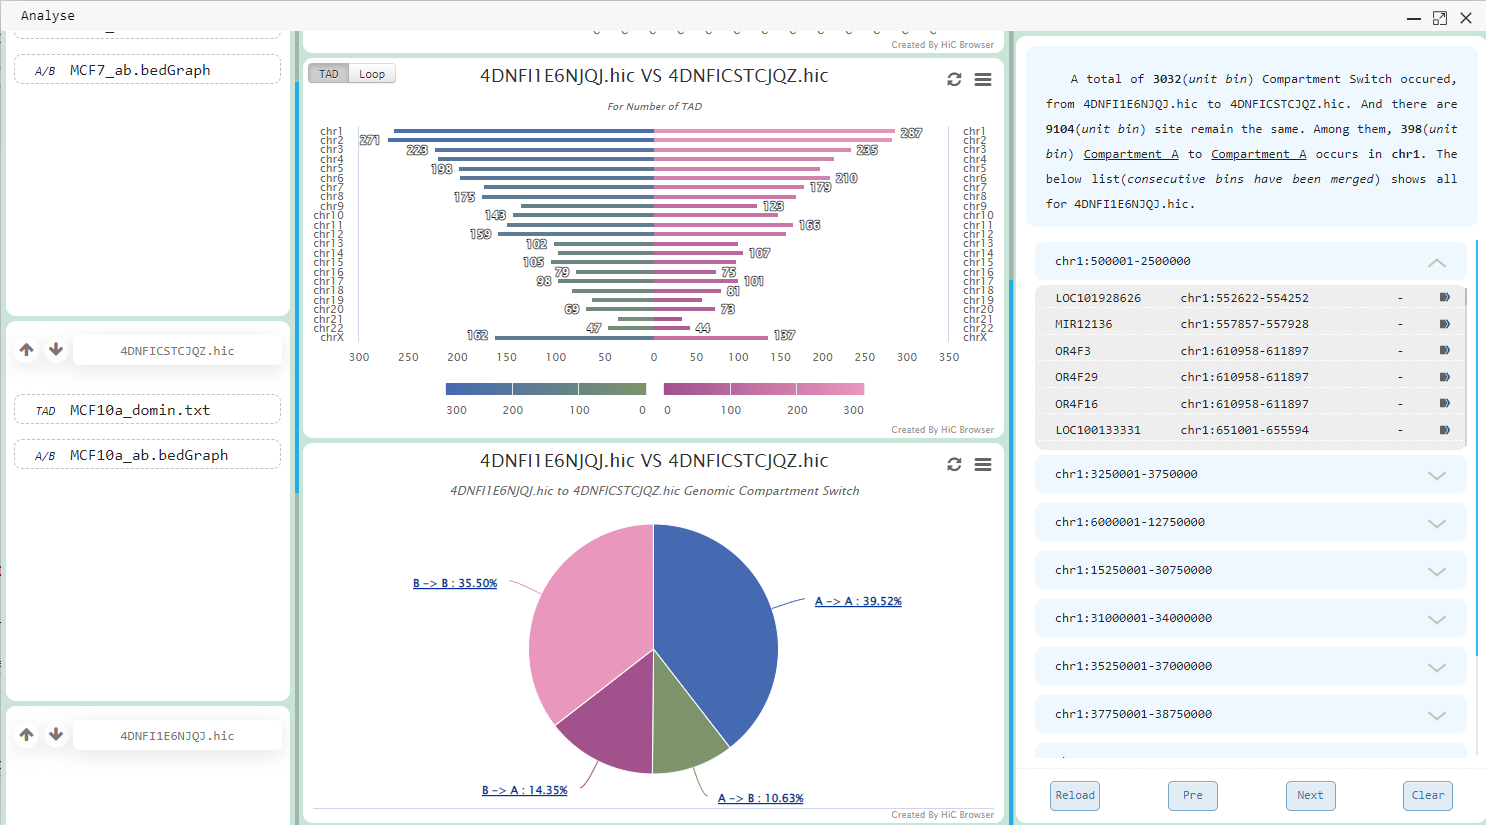 Analyse
A/B MCF7_ab.bedGraph
4DNFICSTCJQZ.hic
TAD MCF10a_domin.txt
A/B MCF10a_ab.bedGraph
4DNFI1E6NJQJ.hic
Created By HiC Browser
TAD Loop
4DNFI1E6NJQJ.hic VS 4DNFICSTCJQZ.hic
For Number of TAD
chr1 287 chr1
271 chr2 chr2
chr3 223 235 chr3
chr4 chr4
chr5 198 chr5
chr6 210 chr6
chr7 179 chr7
chr8 175 chr8
chr9 123 chr9
chr10 143 chr10
chr11 166 chr11
chr12 159 chr12
chr13 102 chr13
chr14 107 chr14
chr15 105 chr15
chr16 79 75 chr16
chr17 98 101 chr17
chr18 81 chr18
chr19 chr19
chr20 69 73 chr20
chr21 chr21
chr22 47 44 chr22
chrX 162 137 chrX
300 250 200 150 100 50 0 50 100 150 200 250 300 350
300 200 100 0 0 100 200 300
Created By HiC Browser
4DNFI1E6NJQJ.hic VS 4DNFICSTCJQZ.hic
4DNFI1E6NJQJ.hic to 4DNFICSTCJQZ.hic Genomic Compartment Switch
B -> B : 35.50%
A -> A : 39.52%
B -> A : 14.35%
A -> B : 10.63%
Created By HiC Browser
A total of 3032(unit bin) Compartment Switch occured,
from 4DNFI1E6NJQJ.hic to 4DNFICSTCJQZ.hic. And there are
9104(unit bin) site remain the same. Among them, 398(unit
bin) Compartment A to Compartment A occurs in chr1. The
below list(consecutive bins have been merged) shows all
for 4DNFI1E6NJQJ.hic.
chr1:500001-2500000
LOC101928626 chr1:552622-554252 -
MIR12136 chr1:557857-557928 -
OR4F3 chr1:610958-611897 -
OR4F29 chr1:610958-611897 -
OR4F16 chr1:610958-611897 -
LOC100133331 chr1:651001-655594 -
chr1:3250001-3750000
chr1:6000001-12750000
chr1:15250001-30750000
chr1:31000001-34000000
chr1:35250001-37000000
chr1:37750001-38750000
Reload Pre Next Clear